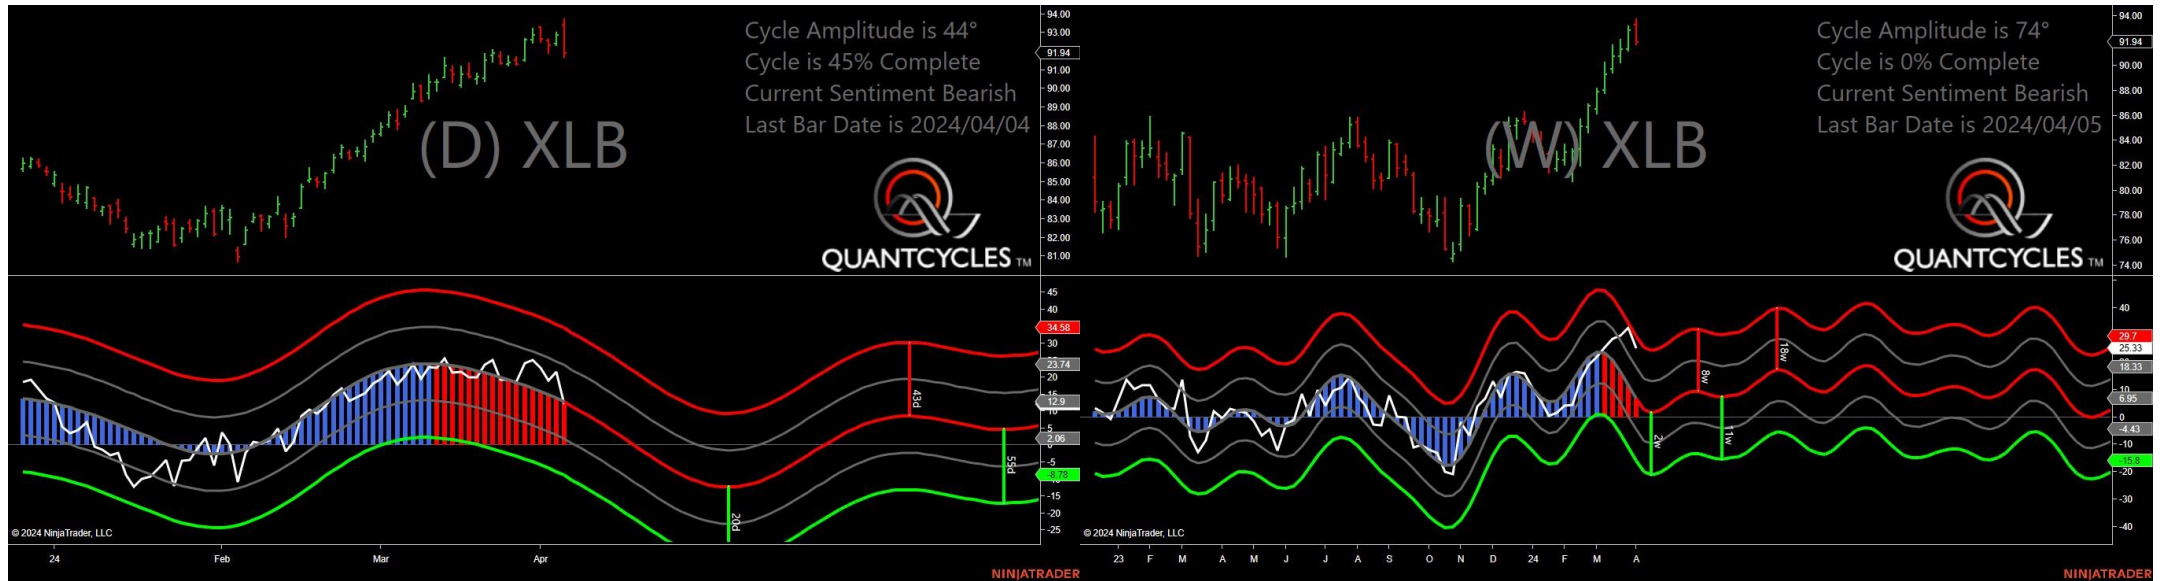 Cycle Amplitude is 44°
Cycle is 45% Complete
Current Sentiment Bearish
Last Bar Date is 2024/04/04
(D) XLB
QUANTCYCLES TM
94.00
93.00
91.94
91.00
90.00
89.00
88.00
87.00
86.00
85.00
84.00
83.00
82.00
81.00
45
40
34.58
30
23.74
20
15
12.9
10
5
2.06
-5
-8.78
-15
-20
-25
43d
55d
20d
© 2024 NinjaTrader, LLC
24
Feb
Mar
Apr
NINJATRADER
Cycle Amplitude is 74°
Cycle is 0% Complete
Current Sentiment Bearish
Last Bar Date is 2024/04/05
(W) XLB
QUANTCYCLES TM
94.00
91.94
90.00
88.00
86.00
84.00
82.00
80.00
78.00
76.00
74.00
40
29.7
25.33
18.33
10
6.95
0
-4.43
-10
-15.8
-20
-30
-40
8w
18w
2w
11w
© 2024 NinjaTrader, LLC
23
F
M
A
M
J
J
A
S
O
N
D
24
F
M
A
NINJATRADER